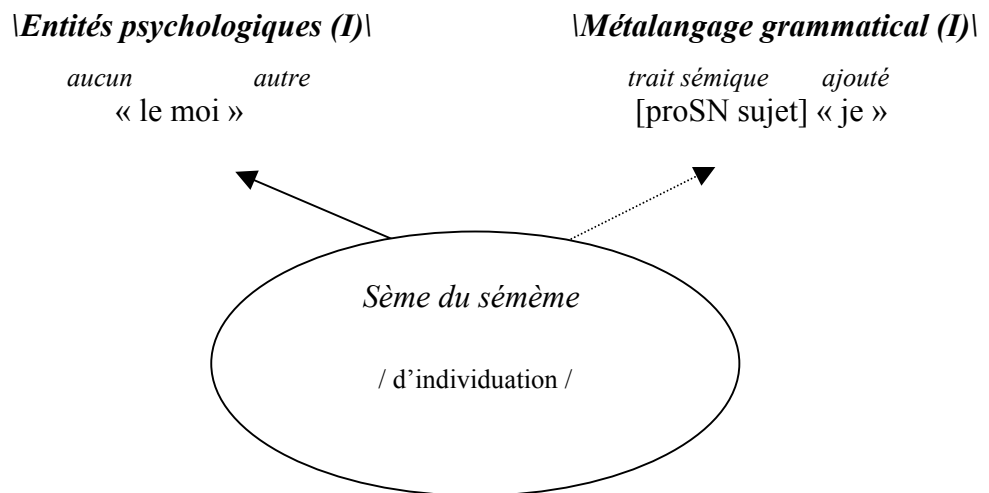 \Entités psychologiques (I)\ \Métalangage grammatical (I)\
aucun autre trait sémique ajouté
« le moi » [proSN sujet] « je »
Sème du sémème
/ d’individuation /